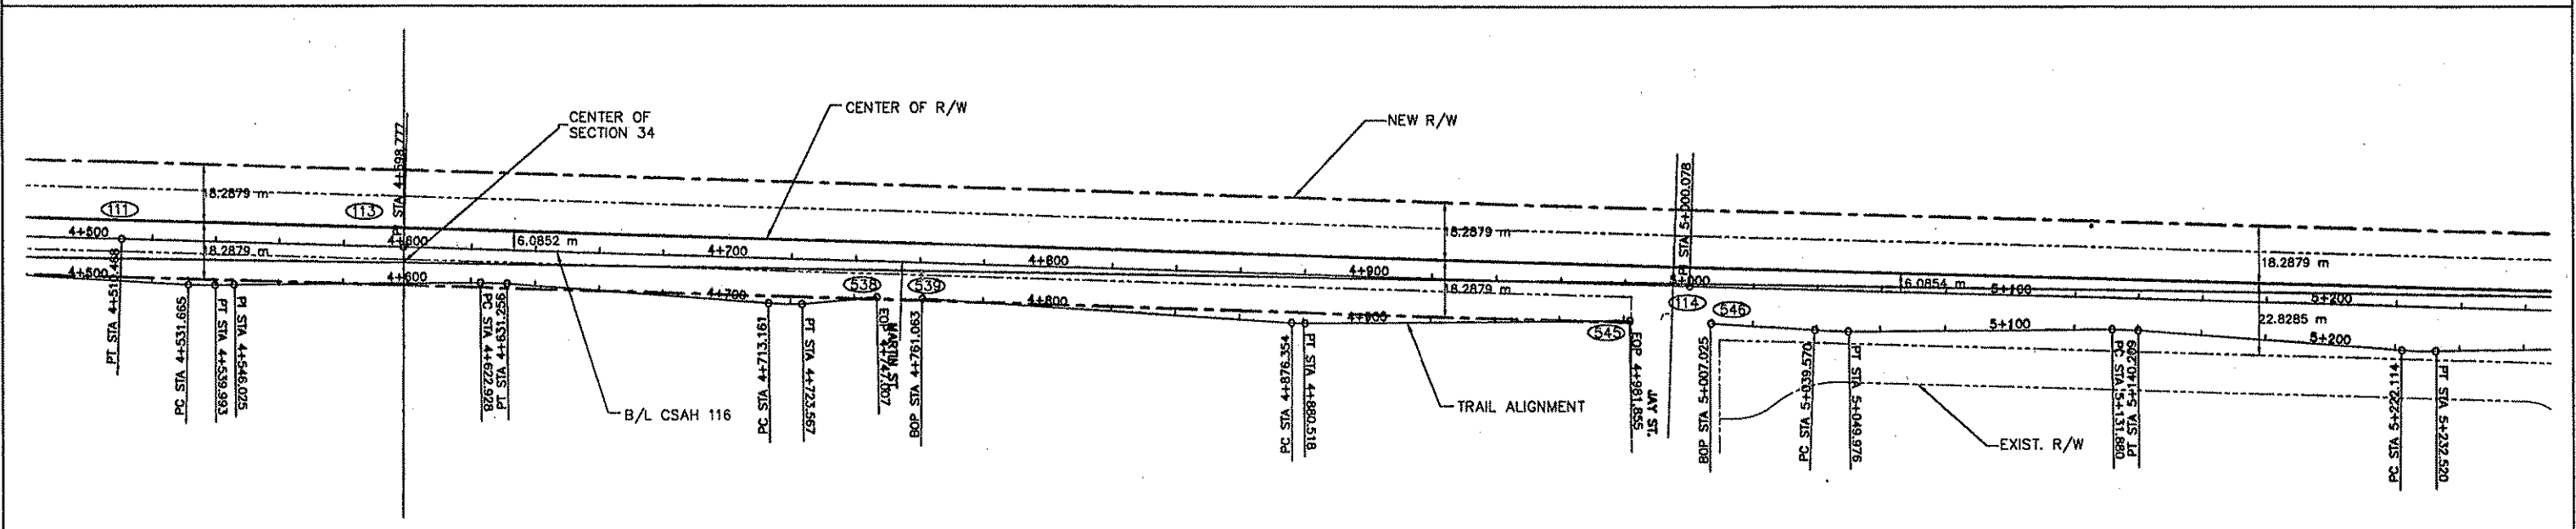 CENTER OF
SECTION 34
CENTER OF R/W
NEW R/W
18.2879 m
18.2879 m
18.2879 m
18.2879 m
18.2879 m
22.8285 m
6.0852 m
6.0854 m
111
113
114
538
539
545
546
4+500
4+600
4+700
4+800
4+900
5+000
5+100
5+200
4+500
4+600
4+700
4+800
4+900
5+100
5+200
PI STA 4+598.777
PI STA 5+000.078
PC STA 4+531.665
PT STA 4+539.993
PI STA 4+546.025
PC STA 4+622.928
PT STA 4+631.256
PC STA 4+713.161
PT STA 4+723.567
EOP 4+747.007
MARTIN ST.
BOP STA 4+761.063
PC STA 4+876.354
PT STA 4+880.518
EOP 4+981.855
JAY ST.
BOP STA 5+007.025
PC STA 5+039.570
PT STA 5+049.976
PC STA 5+131.880
PT STA 5+140.209
PC STA 5+222.114
PT STA 5+232.520
B/L CSAH 116
TRAIL ALIGNMENT
EXIST. R/W
PT STA